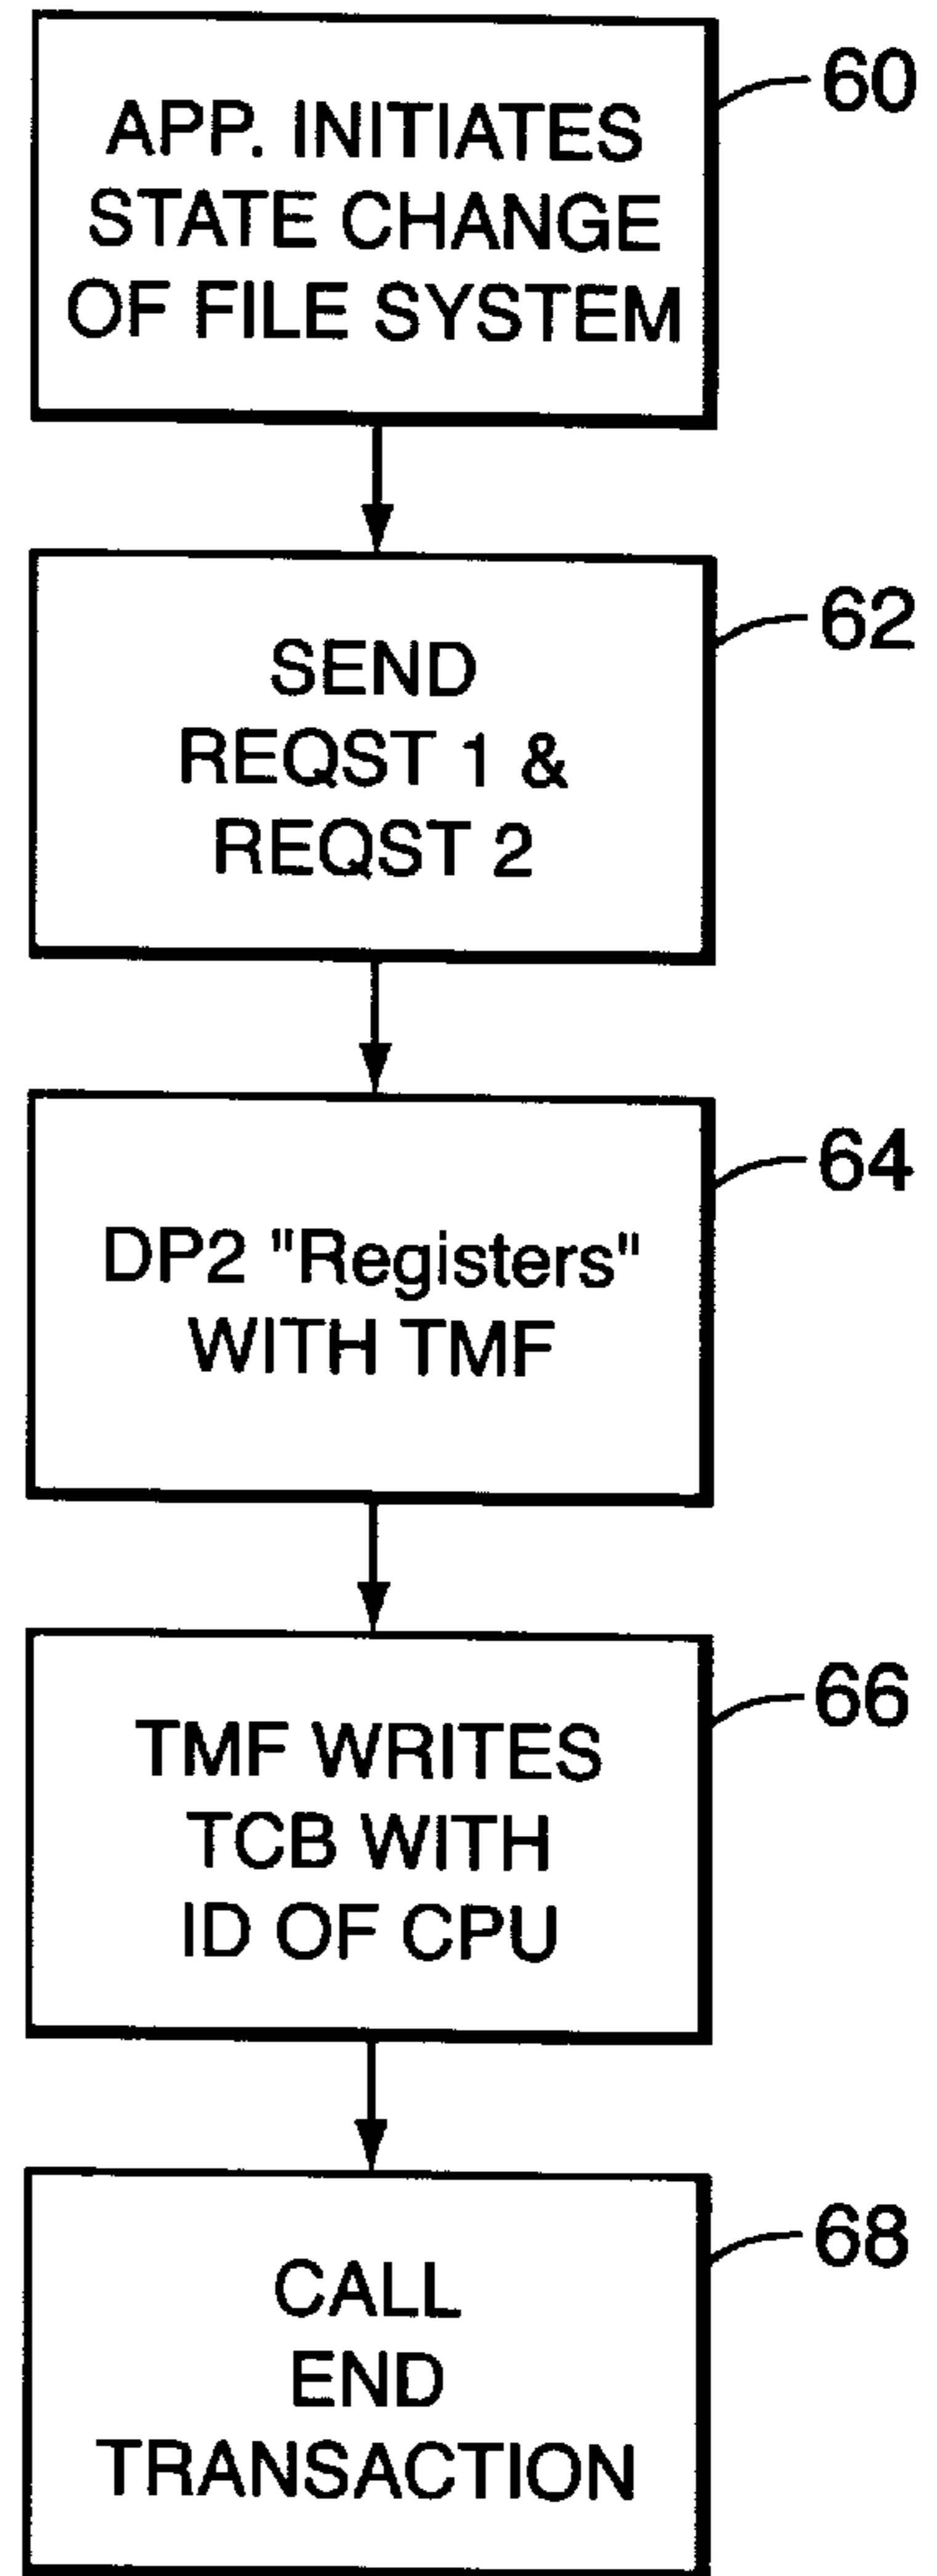 APP. INITIATES
STATE CHANGE
OF FILE SYSTEM
60
SEND
REQST 1 &
REQST 2
62
DP2 "Registers"
WITH TMF
64
TMF WRITES
TCB WITH
ID OF CPU
66
CALL
END
TRANSACTION
68